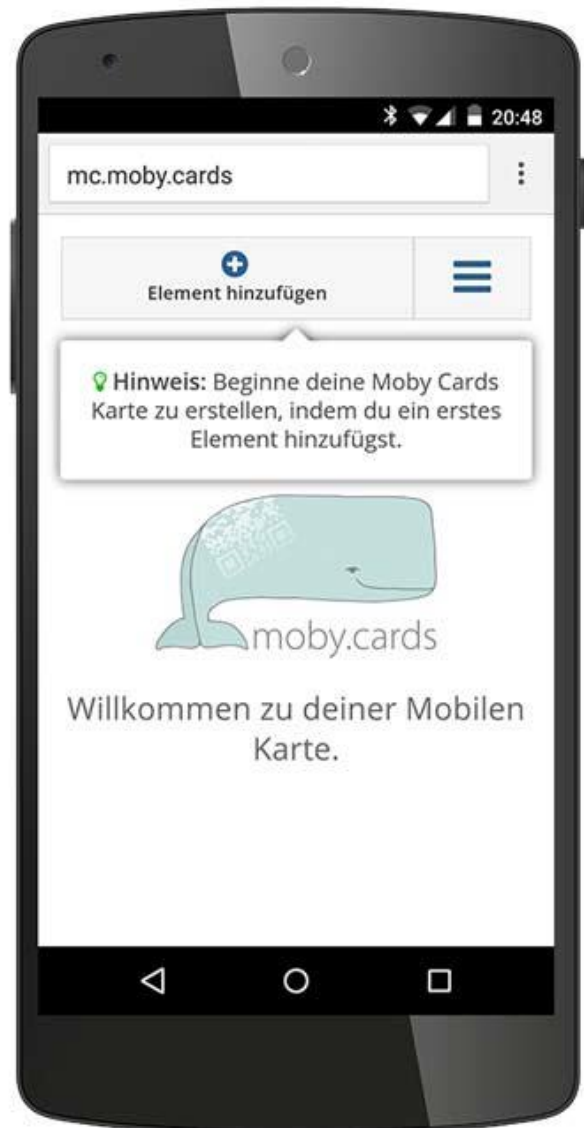 20:48
mc.moby.cards
Element hinzufügen
Hinweis: Beginne deine Moby Cards
Karte zu erstellen, indem du ein erstes
Element hinzufügst.
moby.cards
Willkommen zu deiner Mobilen
Karte.